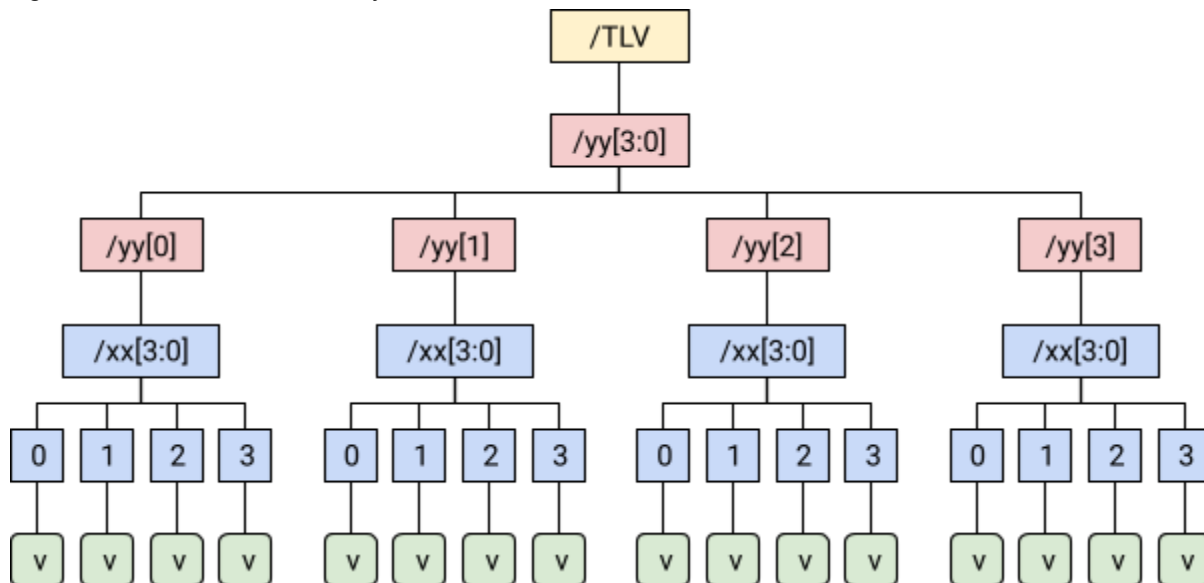 /TLV
/yy[3:0]
/yy[0] /yy[1] /yy[2] /yy[3]
/xx[3:0] /xx[3:0] /xx[3:0] /xx[3:0]
0 1 2 3 0 1 2 3 0 1 2 3 0 1 2 3
v v v v v v v v v v v v v v v v